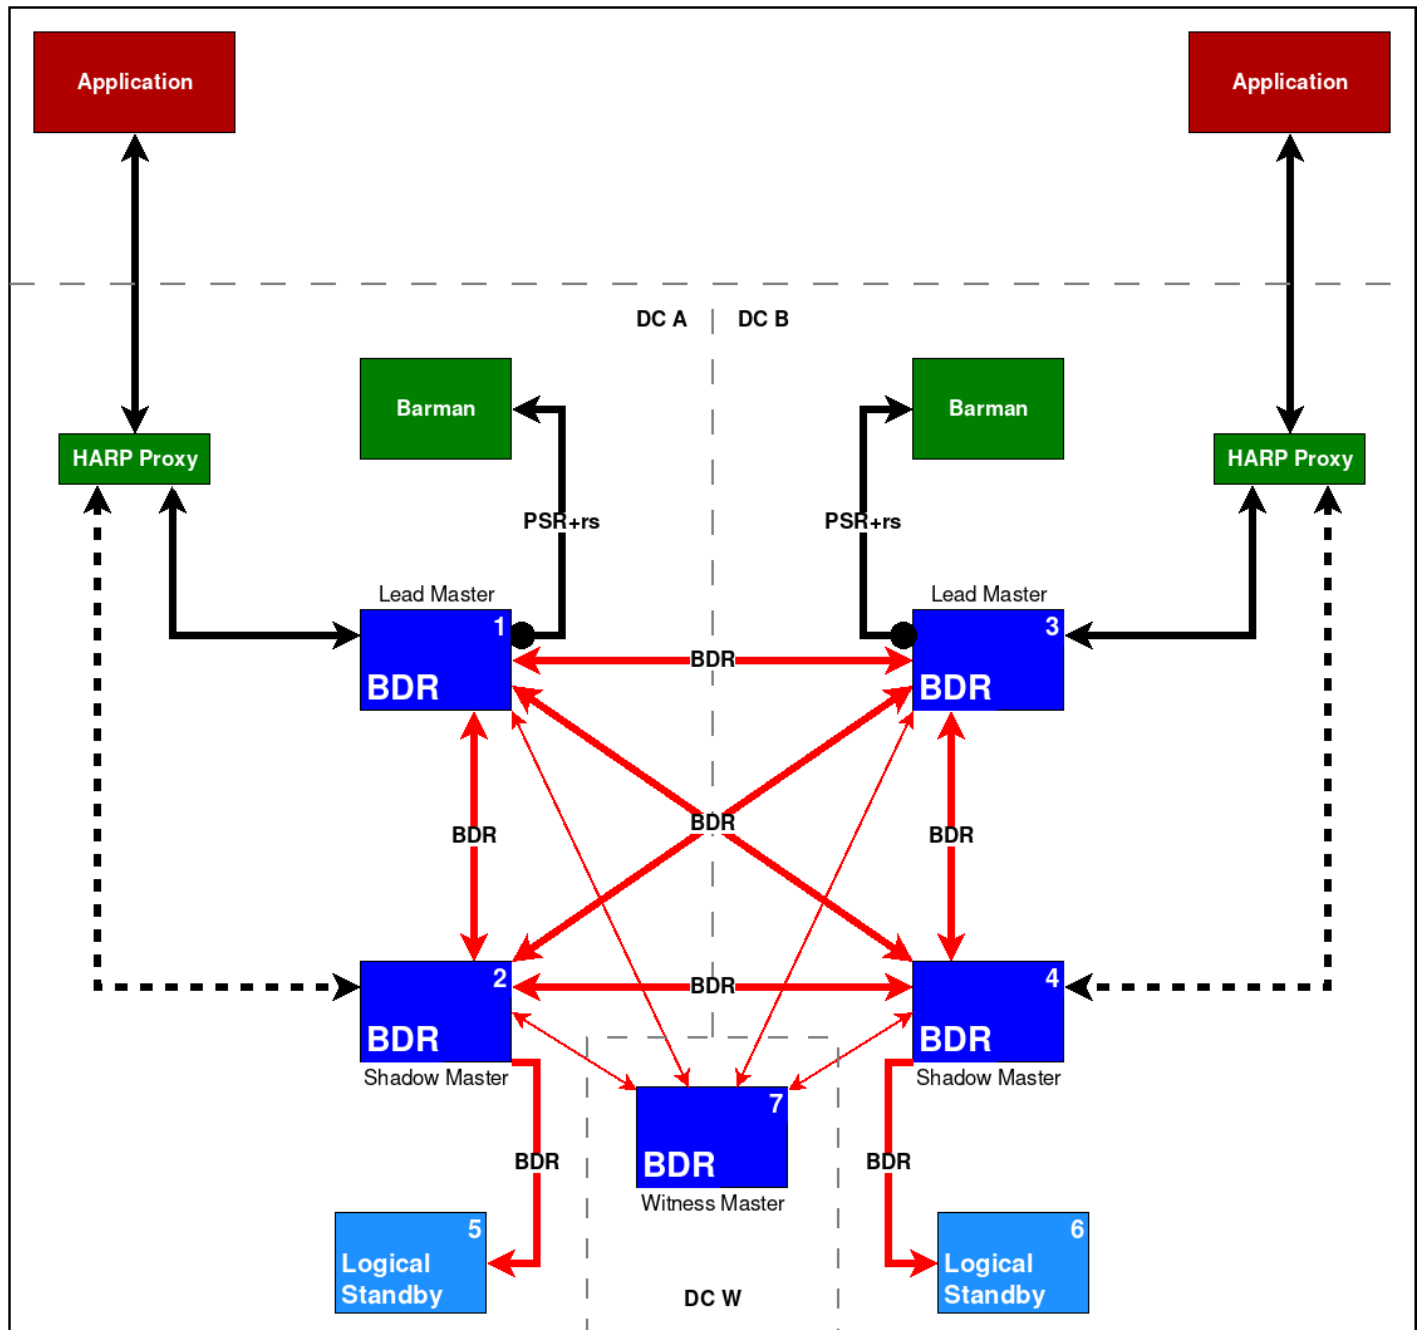 Application
Application
DC A
DC B
Barman
Barman
HARP Proxy
HARP Proxy
PSR+rs
PSR+rs
Lead Master
Lead Master
1
BDR
BDR
3
BDR
BDR
BDR
BDR
2
BDR
BDR
4
BDR
Shadow Master
Shadow Master
7
BDR
Witness Master
BDR
BDR
5
Logical
Standby
6
Logical
Standby
DC W